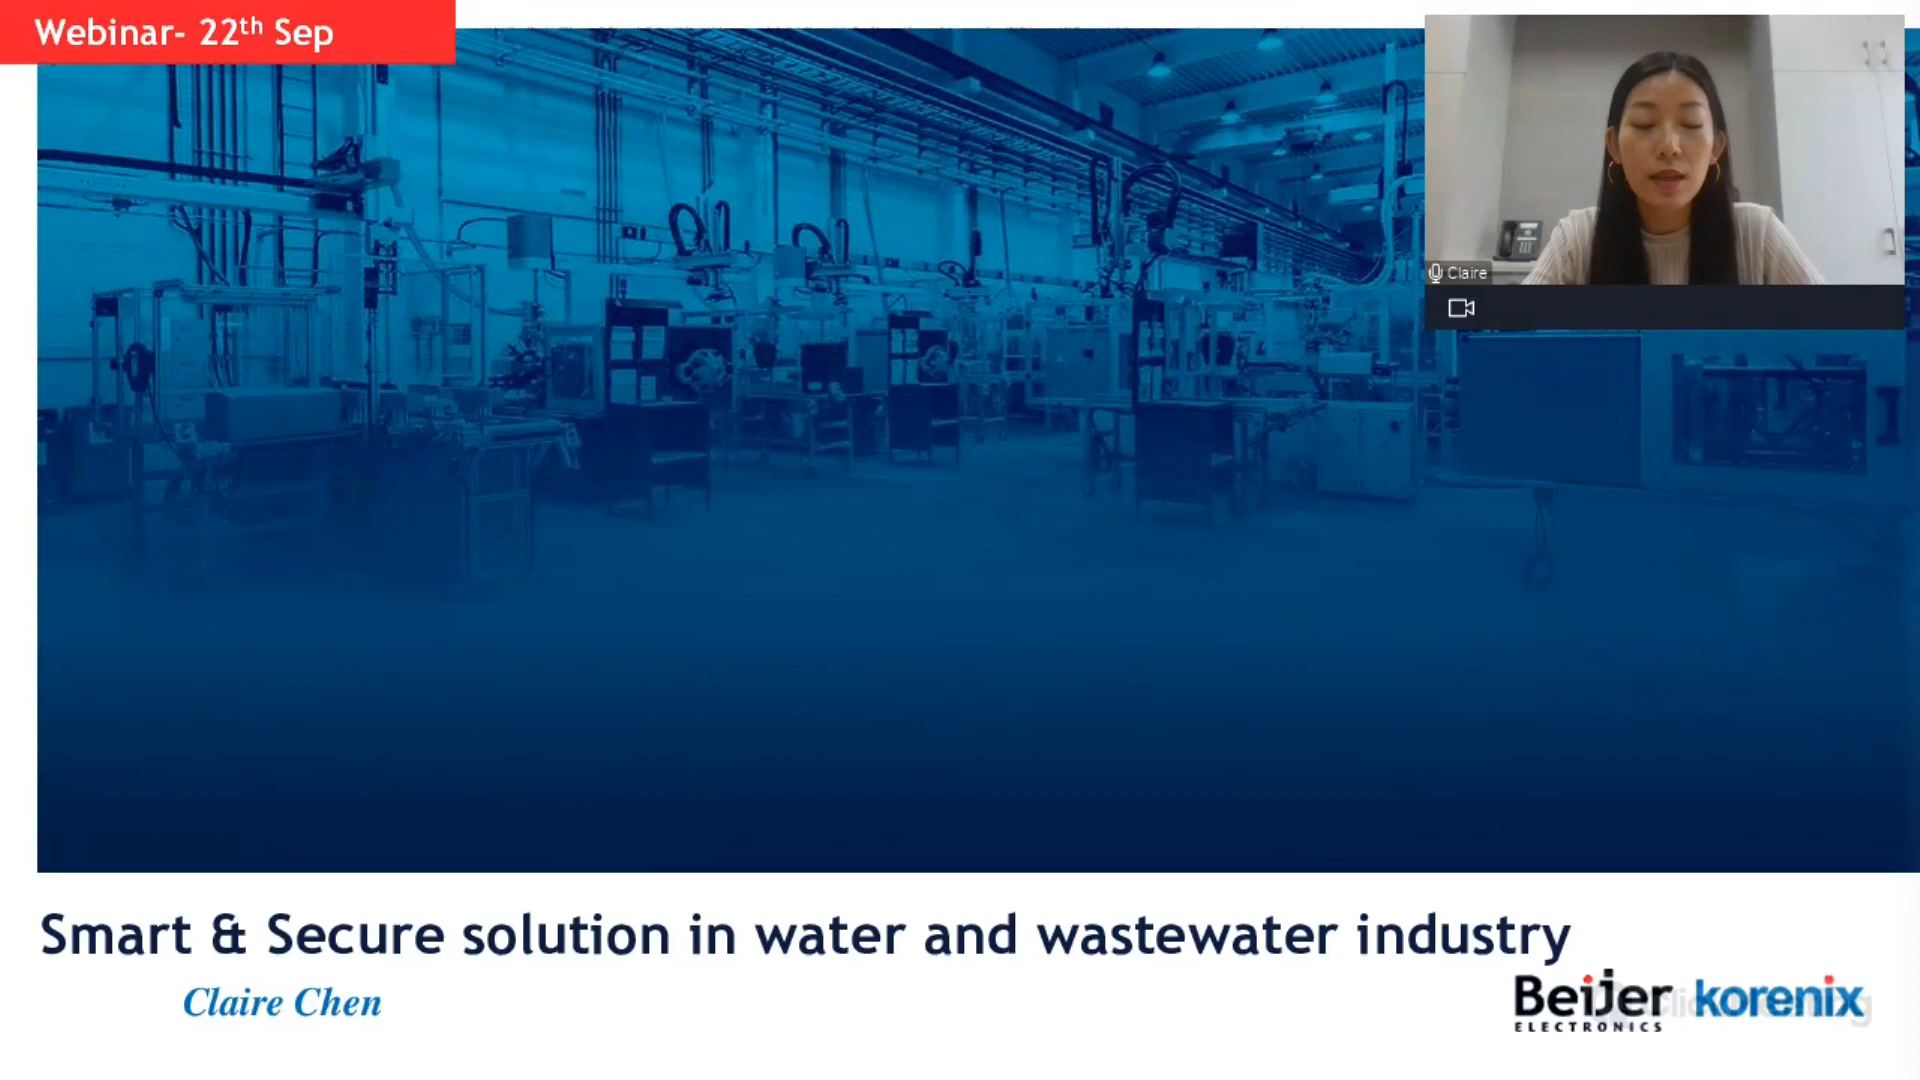 Webinar- 22th Sep
Claire
Smart & Secure solution in water and wastewater industry
Claire Chen
Beijer
ELECTRONICS
korenix